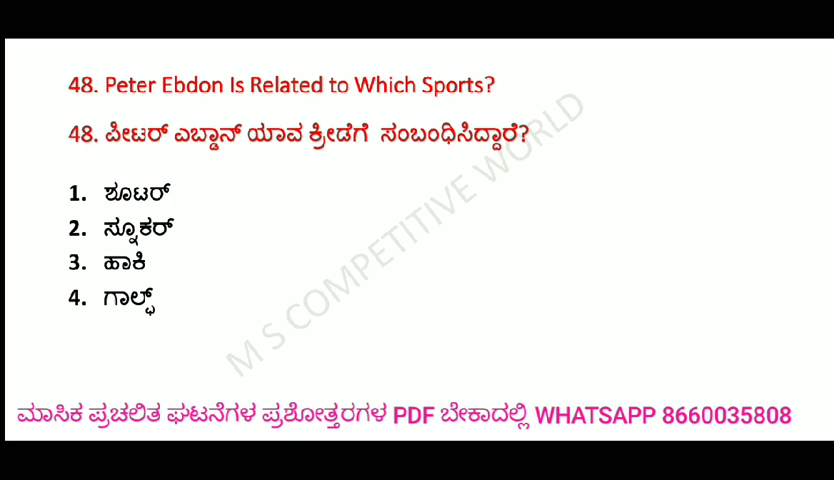 48. Peter Ebdon Is Related to Which Sports?
48. ಪೀಟರ್ ಎಬ್ಡಾನ್ ಯಾವ ಕ್ರೀಡೆಗೆ ಸಂಬಂಧಿಸಿದ್ದಾರೆ?
1. ಶೂಟರ್
2. ಸ್ನೂಕರ್
3. ಹಾಕಿ
4. ಗಾಲ್ಫ್
M S COMPETITIVE WORLD
ಮಾಸಿಕ ಪ್ರಚಲಿತ ಘಟನೆಗಳ ಪ್ರಶೋತ್ತರಗಳ PDF ಬೇಕಾದಲ್ಲಿ WHATSAPP 8660035808